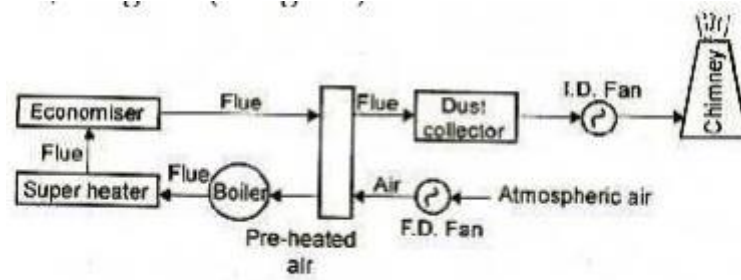 Economiser
Flue
Flue
Dust
collector
I.D. Fan
Chimney
Flue
Super heater
Flue
Boiler
Air
Atmospheric air
F.D. Fan
Pre-heated
air